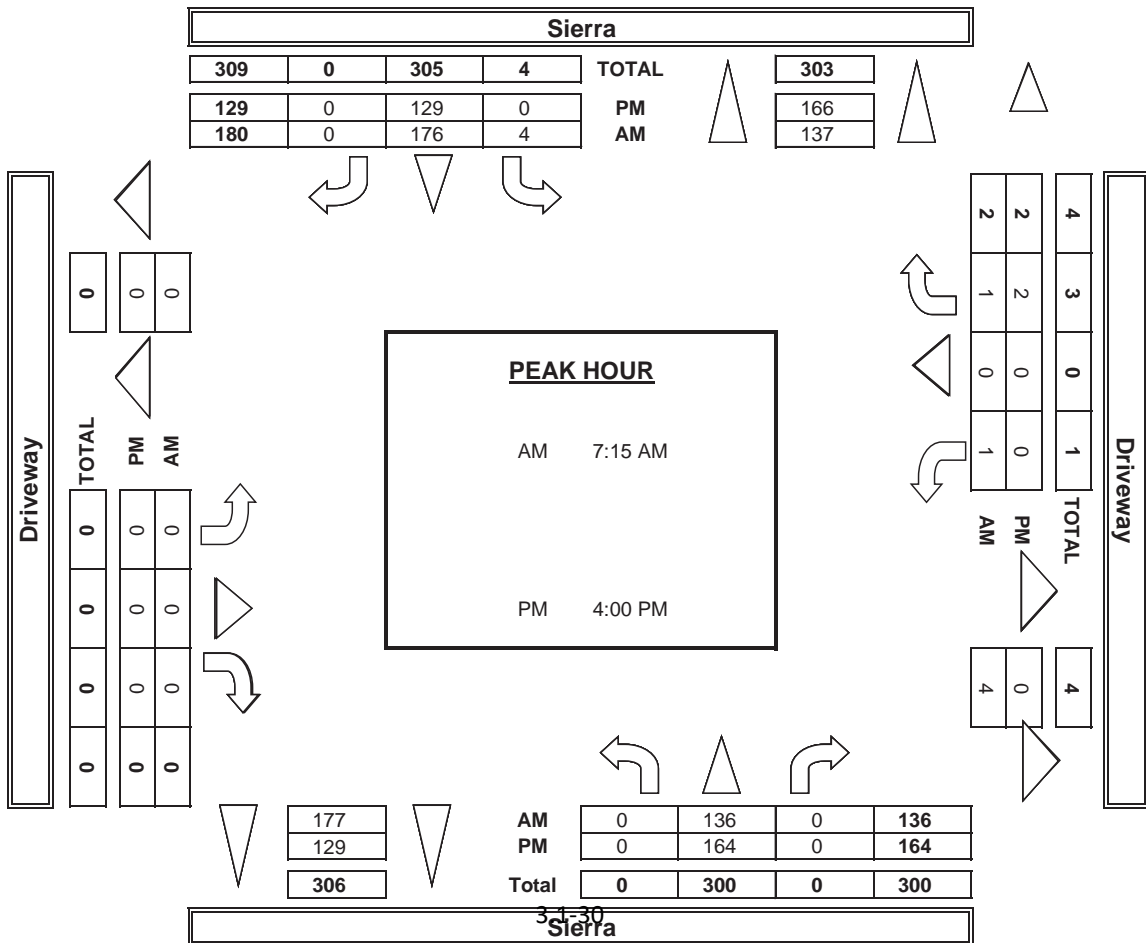 Sierra
309 0 305 4 TOTAL 303
129 0 129 0 PM 166
180 0 176 4 AM 137
Driveway
0 0 0
TOTAL PM AM
0 0 0
0 0 0
0 0 0
0 0 0
PEAK HOUR
AM 7:15 AM
PM 4:00 PM
2 2 4
1 2 3
0 0 0
1 0 1
AM PM TOTAL
4 0 4
Driveway
177 AM 0 136 0 136
129 PM 0 164 0 164
306 Total 0 300 0 300
3.1-30
Sierra